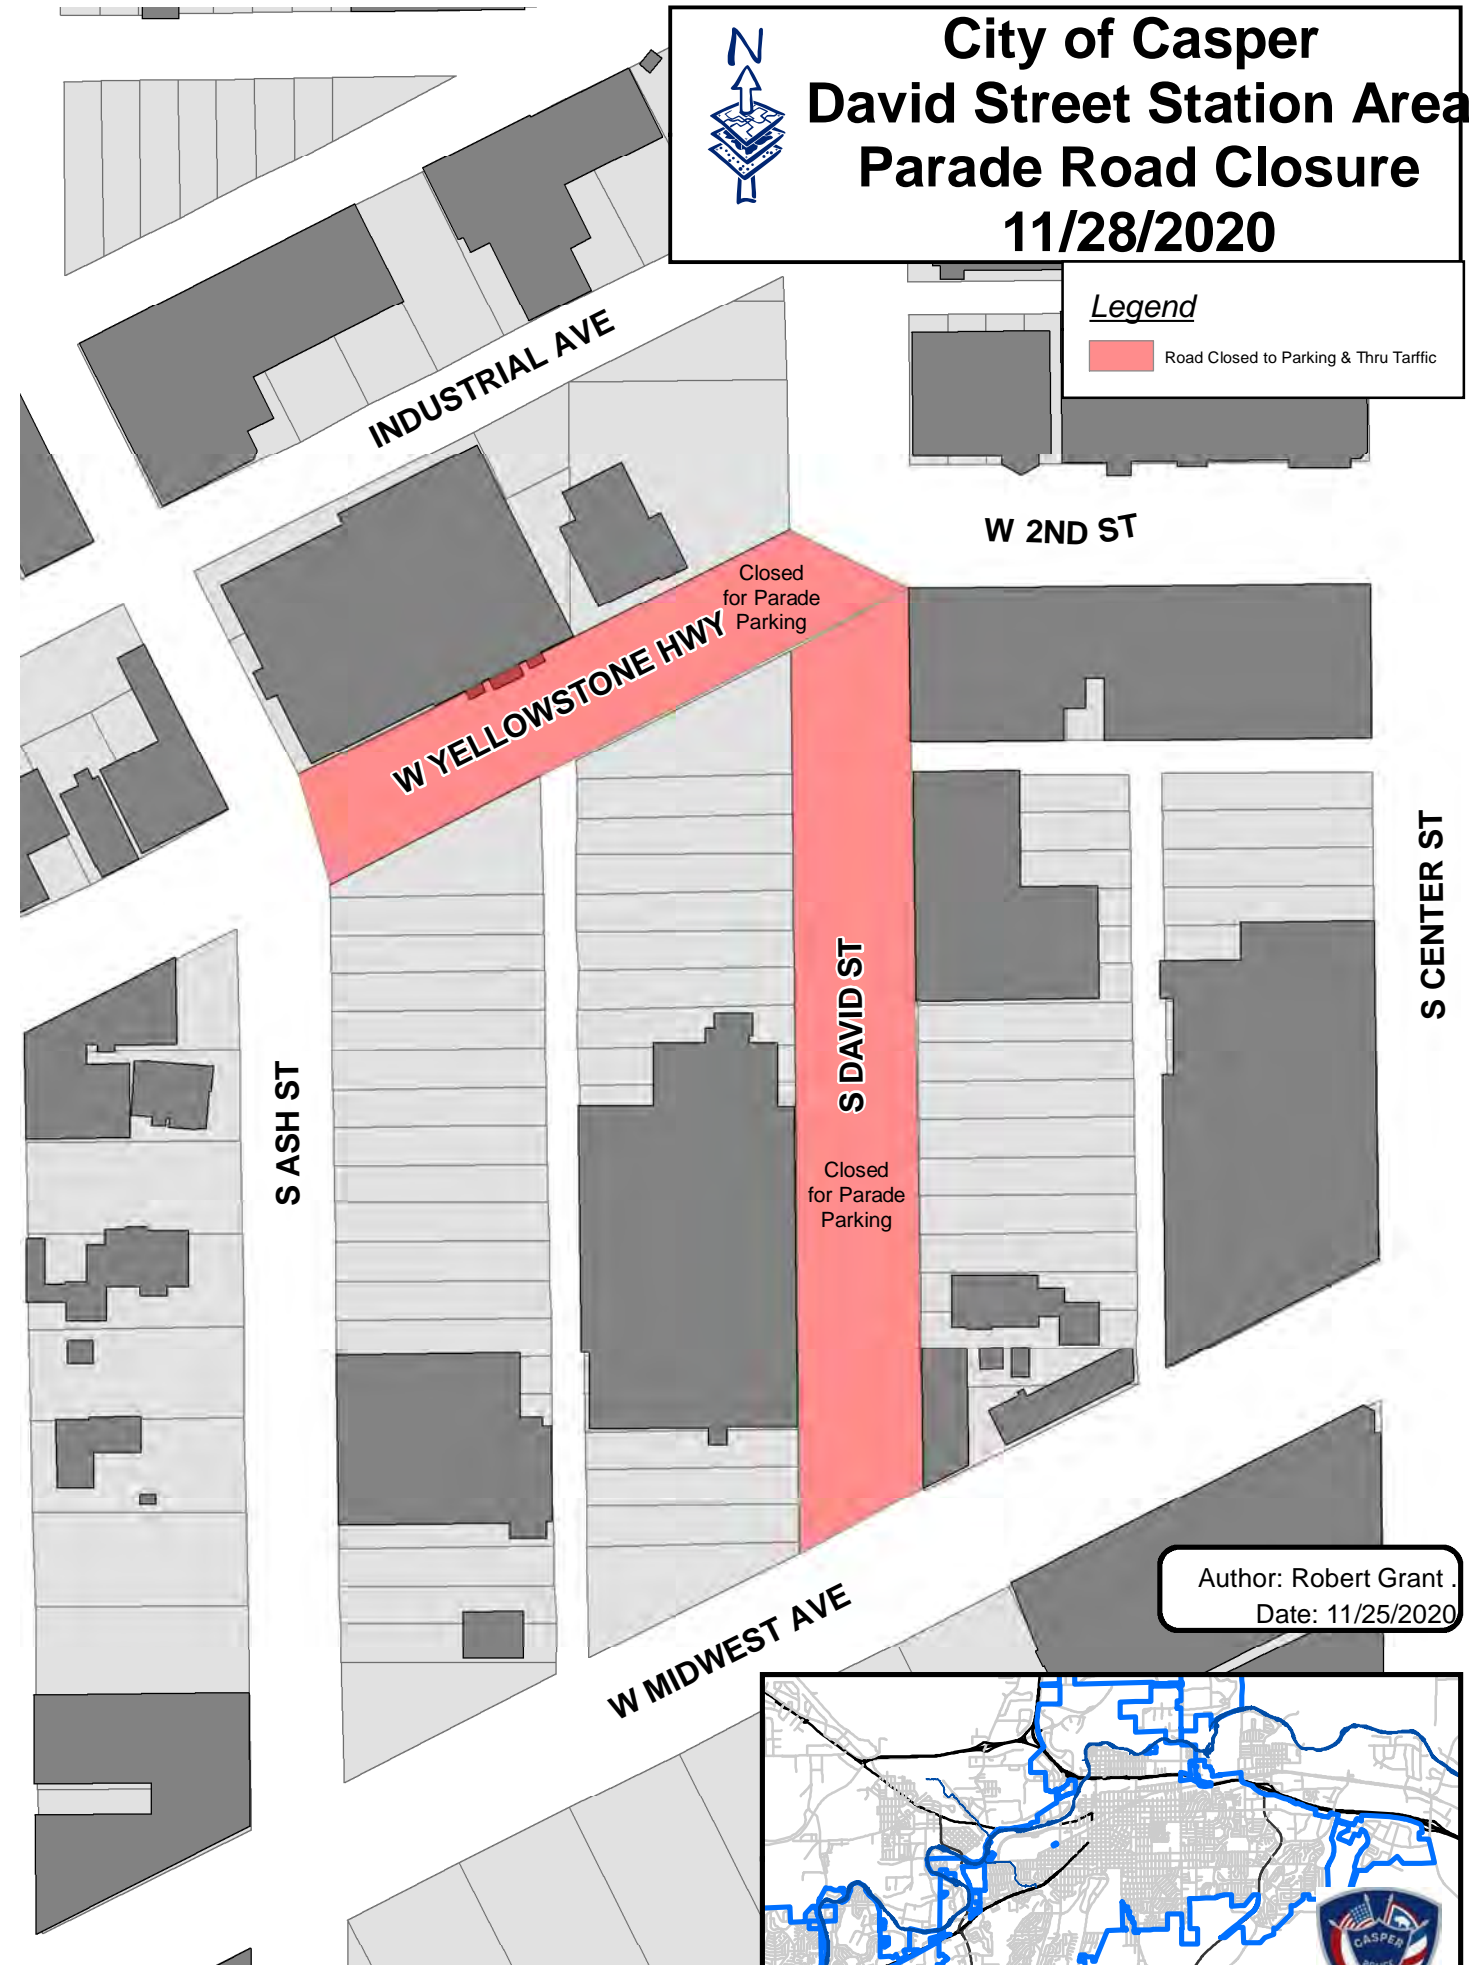 N
City of Casper
David Street Station Area
Parade Road Closure
11/28/2020
Legend
Road Closed to Parking & Thru Tarffic
INDUSTRIAL AVE
W 2ND ST
Closed
for Parade
Parking
W YELLOWSTONE HWY
S DAVID ST
S CENTER ST
S ASH ST
Closed
for Parade
Parking
W MIDWEST AVE
Author: Robert Grant .
Date: 11/25/2020
CASPER